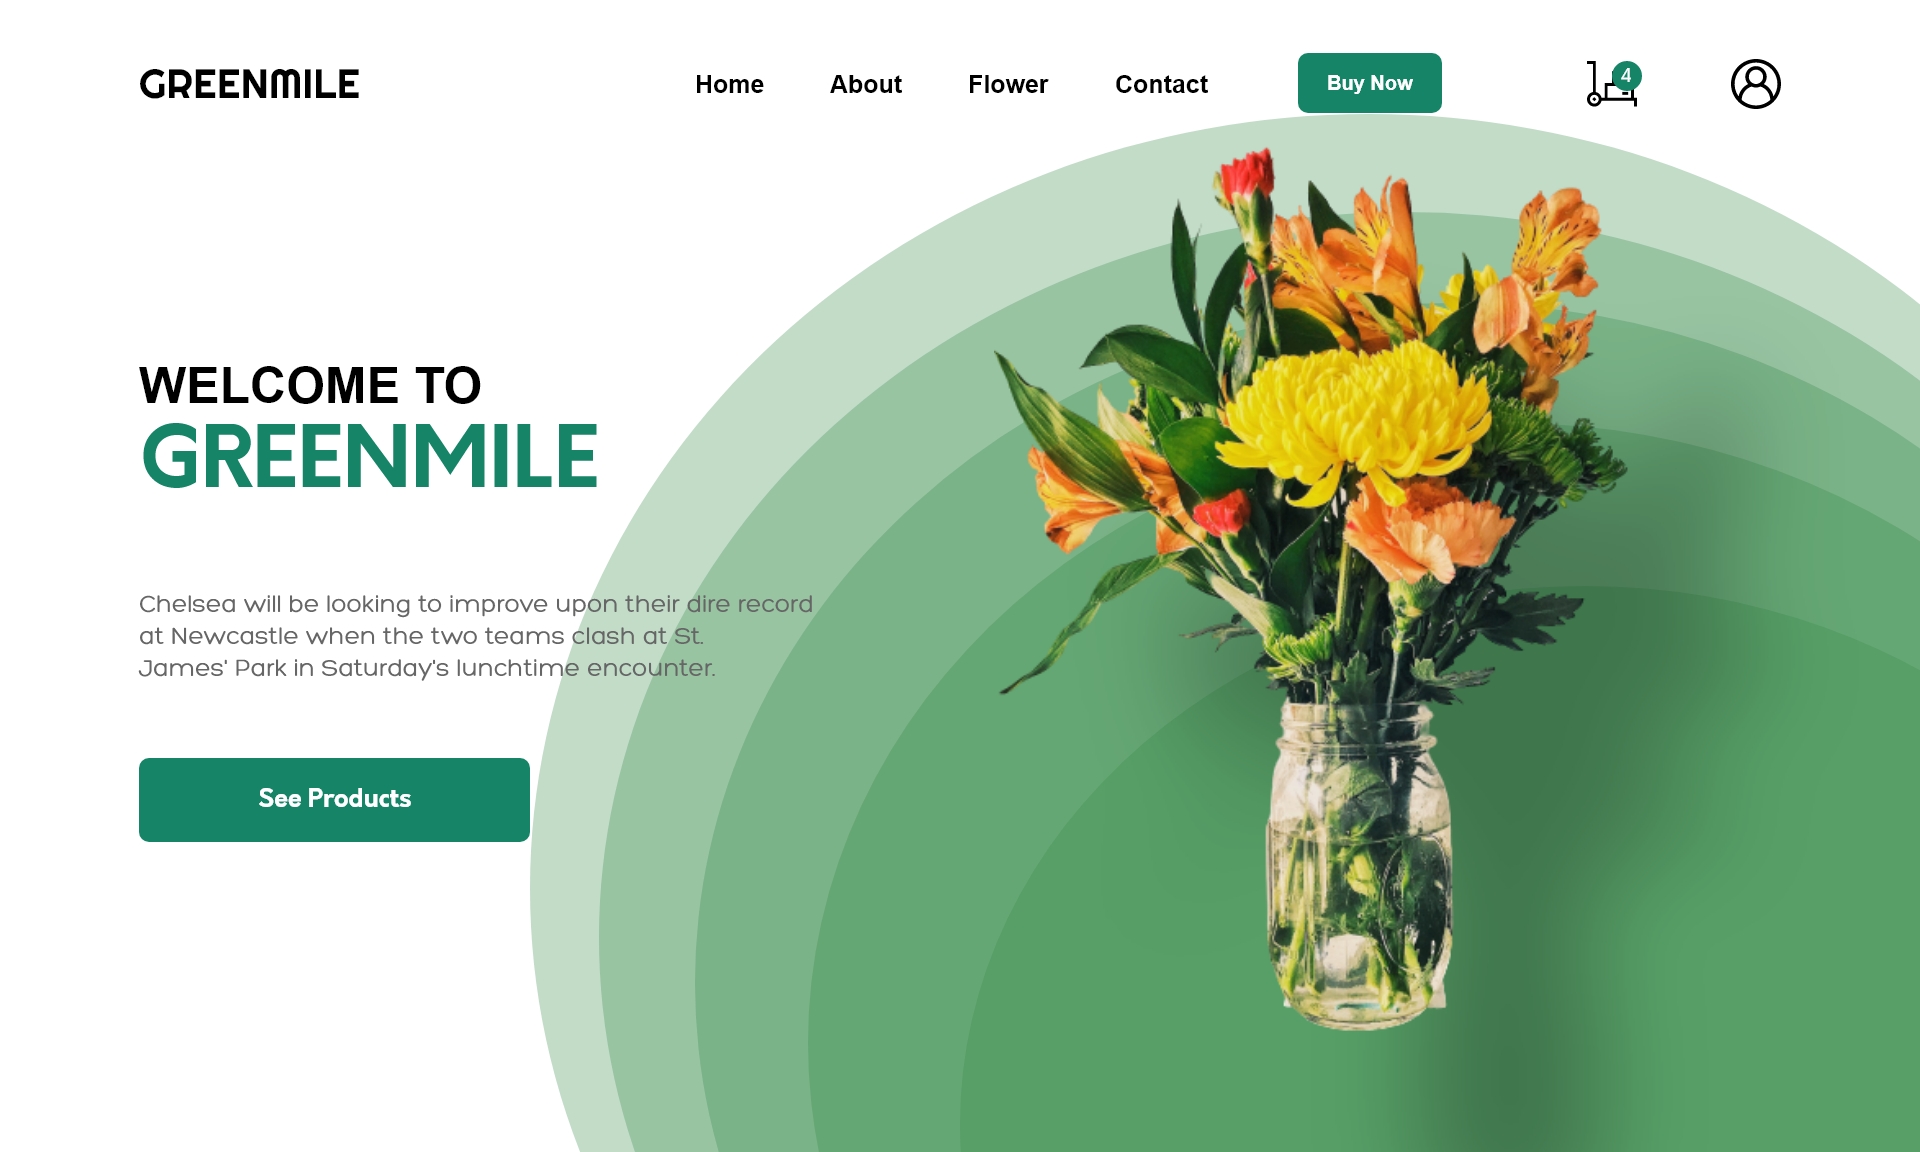 GREENMILE
Home About Flower Contact Buy Now 4
WELCOME TO
GREENMILE
Chelsea will be looking to improve upon their dire record
at Newcastle when the two teams clash at St.
James' Park in Saturday's lunchtime encounter.
See Products